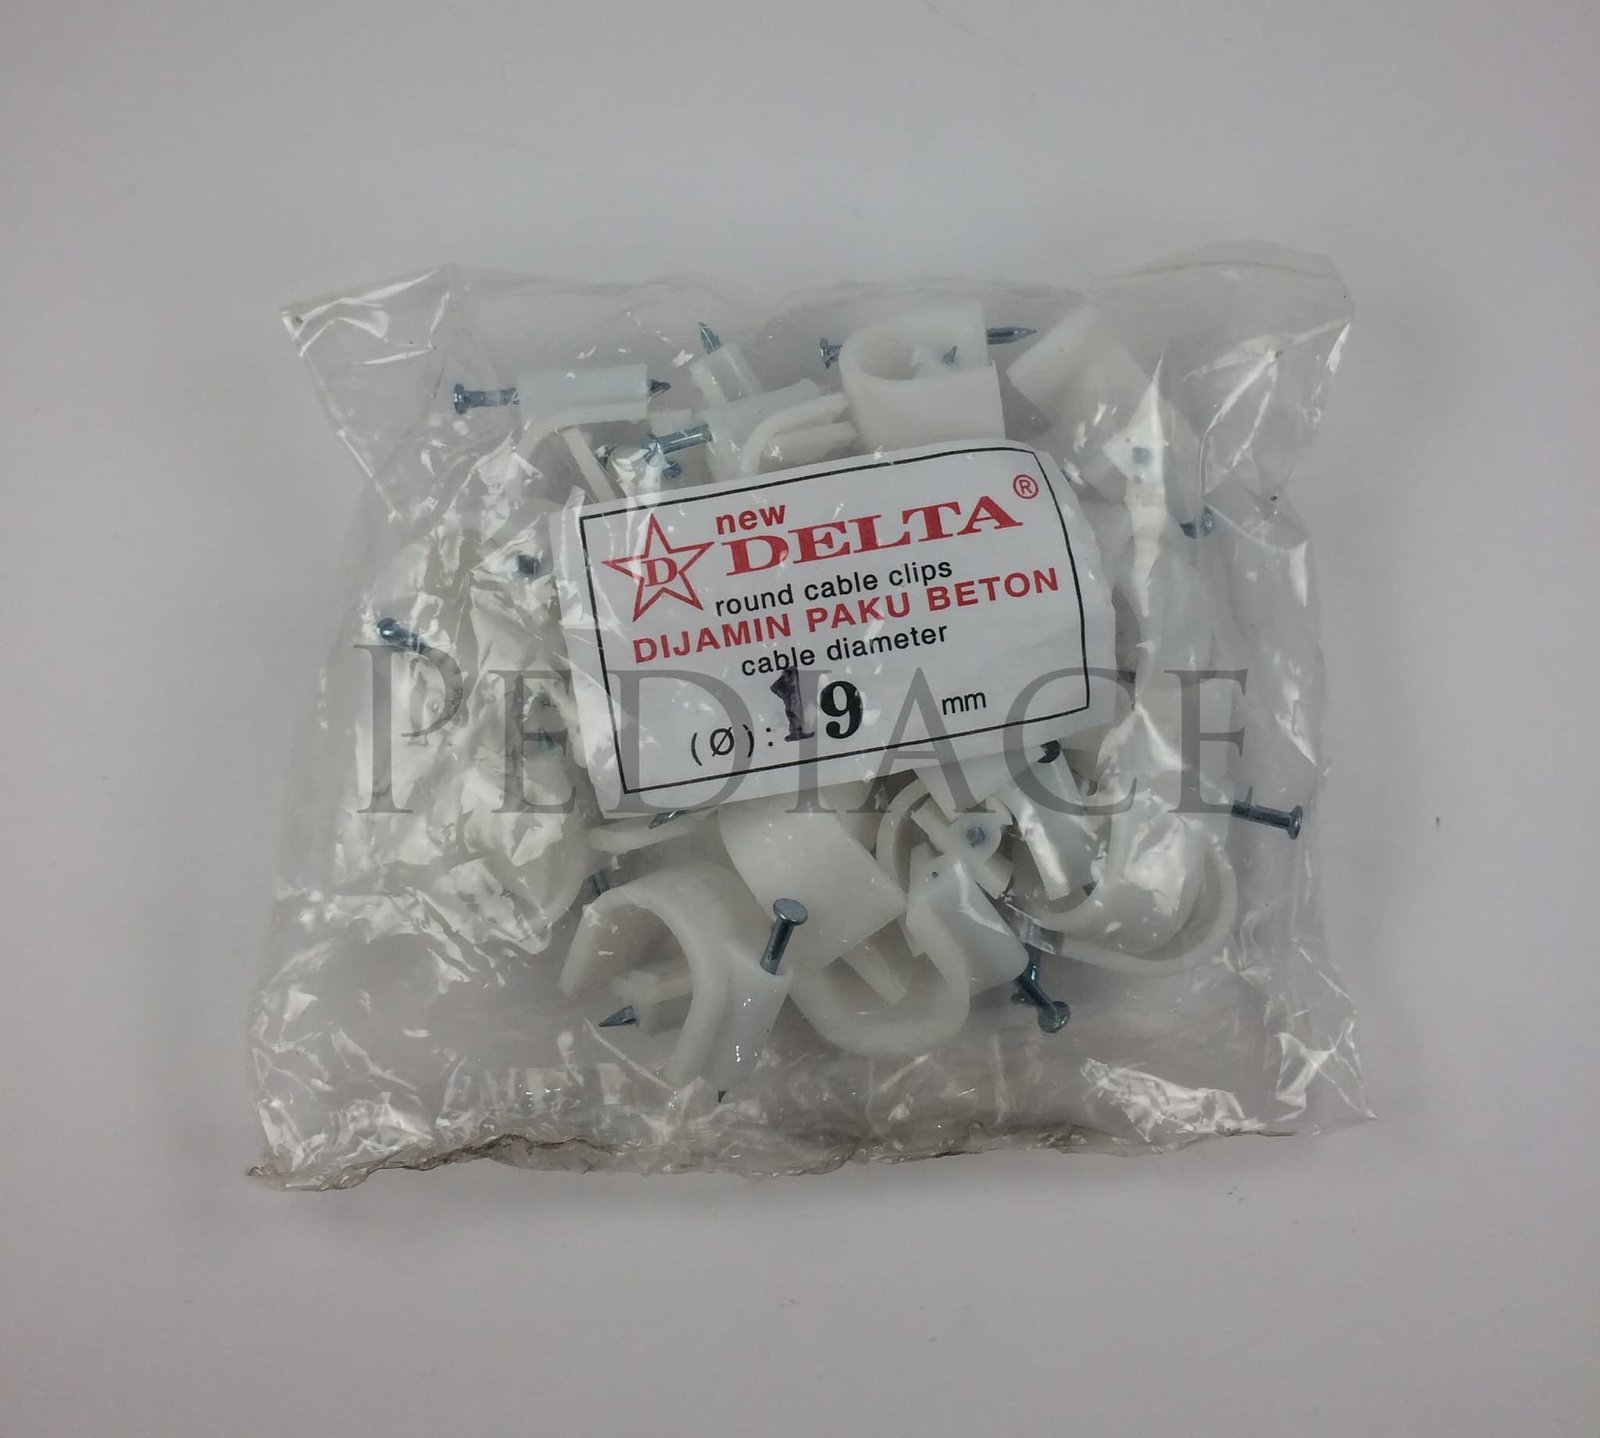 new
D DELTA ®
round cable clips
DIJAMIN PAKU BETON
cable diameter
(Ø): 19 mm
PEDIACE